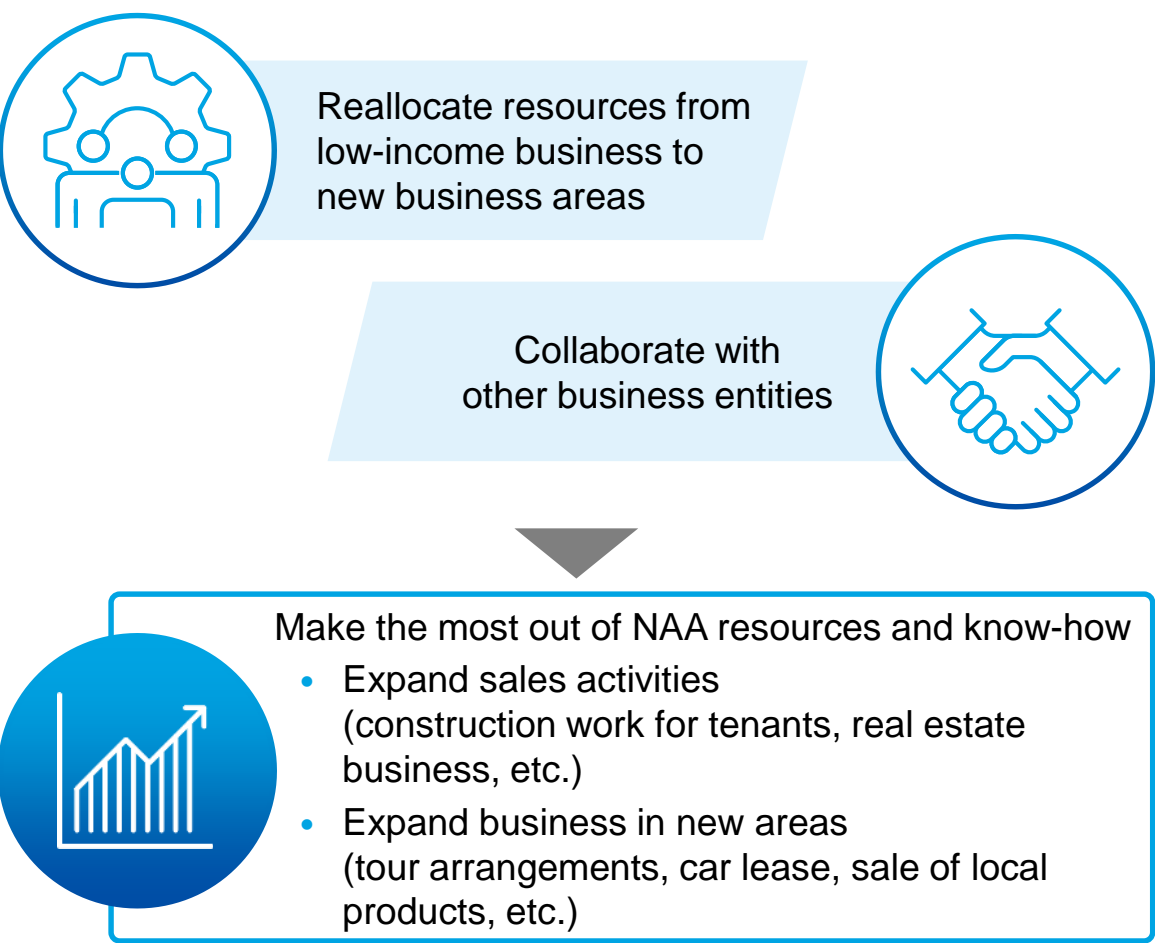 Reallocate resources from
low-income business to
new business areas
Collaborate with
other business entities
Make the most out of NAA resources and know-how
• Expand sales activities
(construction work for tenants, real estate
business, etc.)
• Expand business in new areas
(tour arrangements, car lease, sale of local
products, etc.)